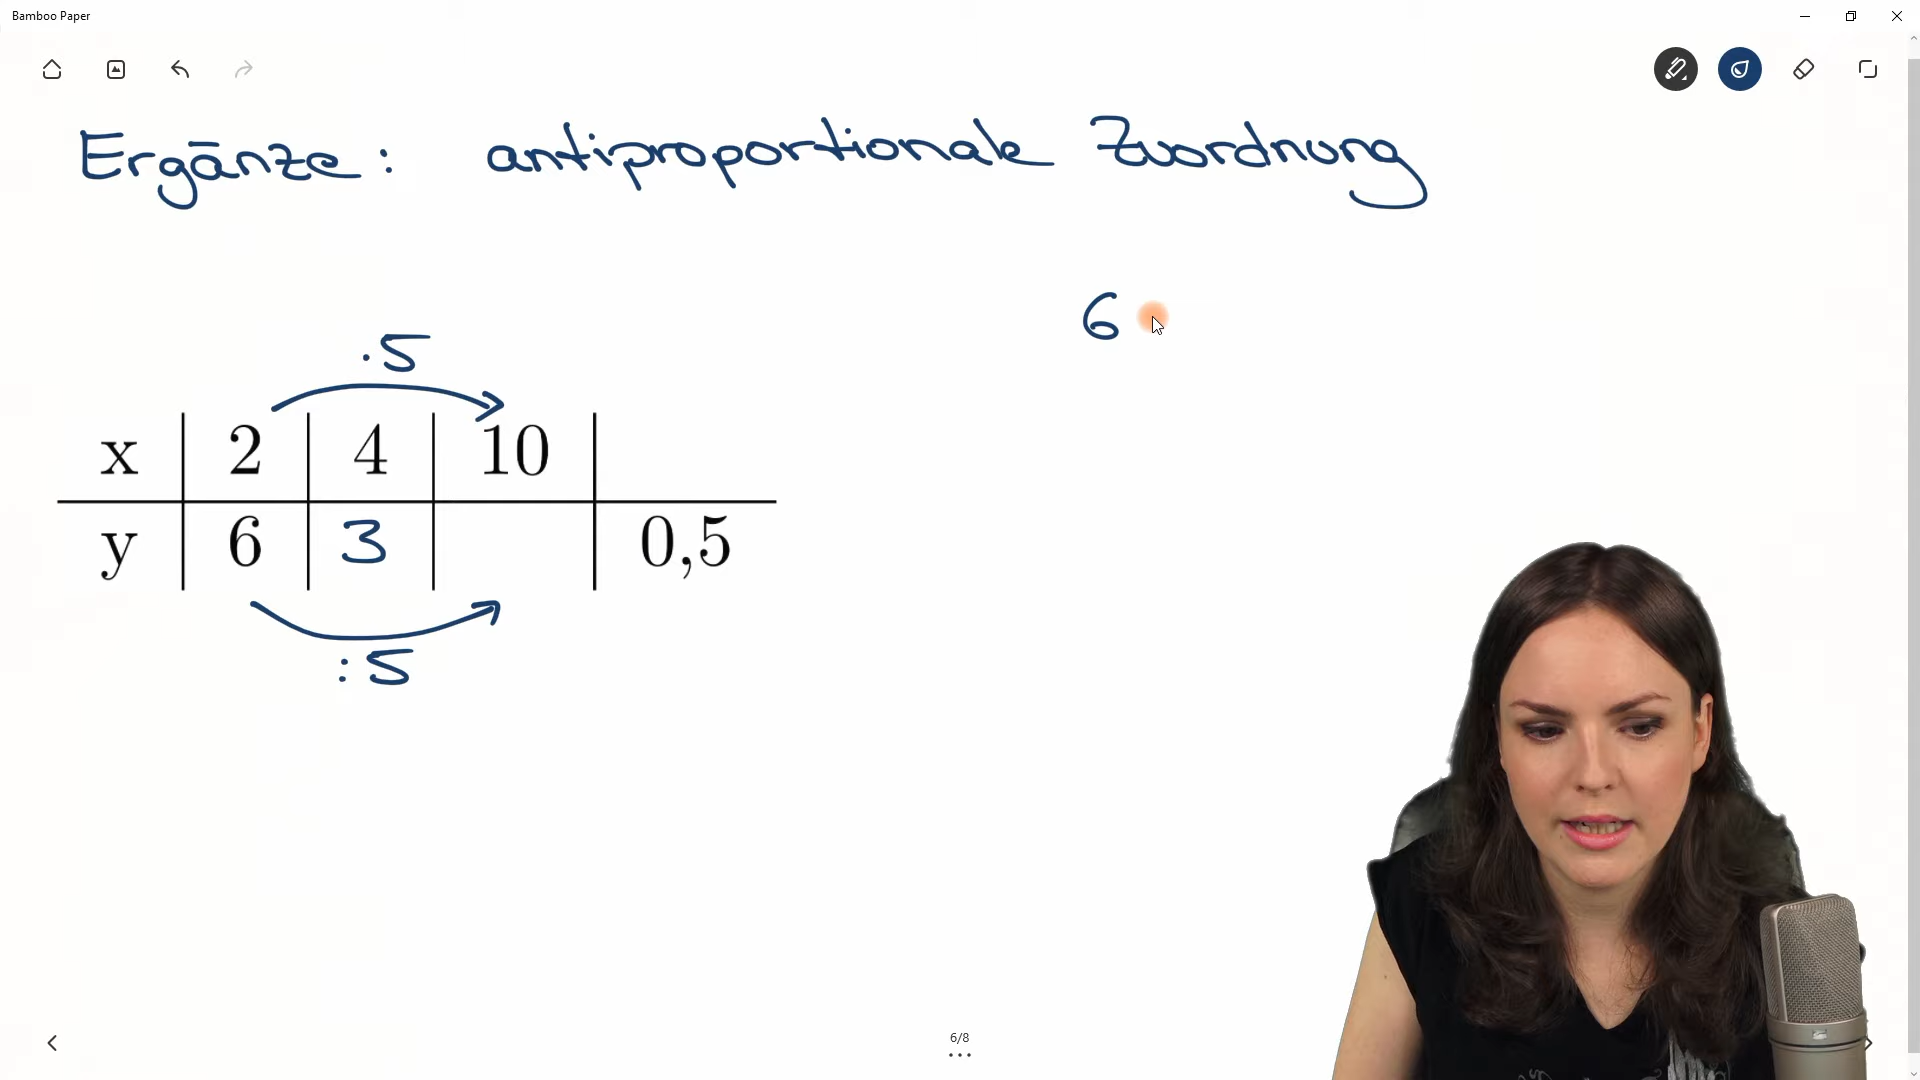 Bamboo Paper
Ergänze: antiproportionale Zuordnung
6
·5
x 2 4 10
y 6 3 0,5
:5
6/8